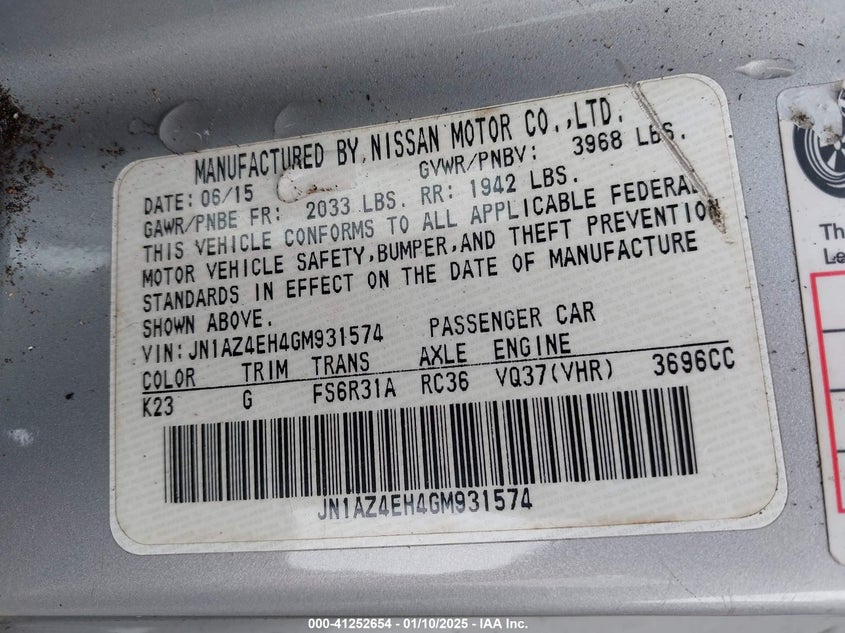 MANUFACTURED BY NISSAN MOTOR CO.,LTD.
DATE: 06/15 GVWR/PNBV: 3968 LBS.
GAWR/PNBE FR: 2033 LBS. RR: 1942 LBS.
THIS VEHICLE CONFORMS TO ALL APPLICABLE FEDERAL
MOTOR VEHICLE SAFETY,BUMPER,AND THEFT PREVENTION
STANDARDS IN EFFECT ON THE DATE OF MANUFACTURE
SHOWN ABOVE.
VIN:JN1AZ4EH4GM931574 PASSENGER CAR
COLOR TRIM TRANS AXLE ENGINE
K23 G FS6R31A RC36 VQ37(VHR) 3696CC
JN1AZ4EH4GM931574
Th
Le
000-41252654 - 01/10/2025 - IAA Inc.